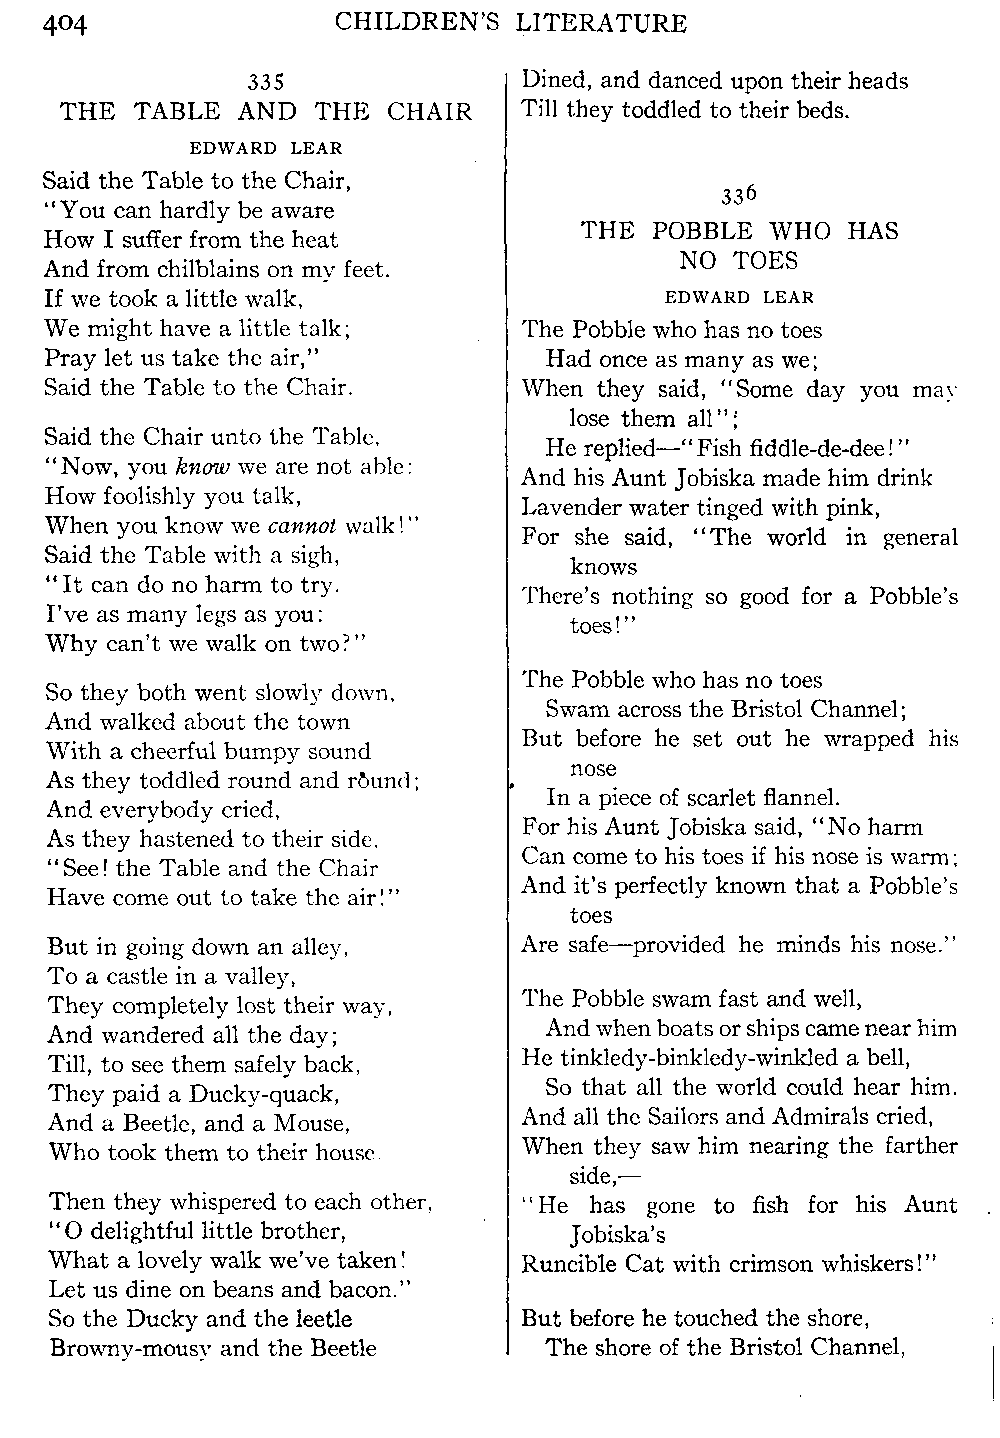 404 CHILDREN'S LITERATURE
335
THE TABLE AND THE CHAIR
EDWARD LEAR
Said the Table to the Chair,
"You can hardly be aware
How I suffer from the heat
And from chilblains on my feet.
If we took a little walk,
We might have a little talk;
Pray let us take the air,"
Said the Table to the Chair.
Said the Chair unto the Table,
"Now, you know we are not able:
How foolishly you talk,
When you know we cannot walk!"
Said the Table with a sigh,
"It can do no harm to try.
I've as many legs as you:
Why can't we walk on two?"
So they both went slowly down,
And walked about the town
With a cheerful bumpy sound
As they toddled round and round;
And everybody cried,
As they hastened to their side,
"See! the Table and the Chair
Have come out to take the air!"
But in going down an alley,
To a castle in a valley,
They completely lost their way,
And wandered all the day;
Till, to see them safely back,
They paid a Ducky-quack,
And a Beetle, and a Mouse,
Who took them to their house.
Then they whispered to each other,
"O delightful little brother,
What a lovely walk we've taken!
Let us dine on beans and bacon."
So the Ducky and the leetle
Browny-mousy and the Beetle
Dined, and danced upon their heads
Till they toddled to their beds.
336
THE POBBLE WHO HAS
NO TOES
EDWARD LEAR
The Pobble who has no toes
Had once as many as we;
When they said, "Some day you may
lose them all";
He replied—"Fish fiddle-de-dee!"
And his Aunt Jobiska made him drink
Lavender water tinged with pink,
For she said, "The world in general
knows
There's nothing so good for a Pobble's
toes!"
The Pobble who has no toes
Swam across the Bristol Channel;
But before he set out he wrapped his
nose
In a piece of scarlet flannel.
For his Aunt Jobiska said, "No harm
Can come to his toes if his nose is warm;
And it's perfectly known that a Pobble's
toes
Are safe—provided he minds his nose."
The Pobble swam fast and well,
And when boats or ships came near him
He tinkledy-binkledy-winkled a bell,
So that all the world could hear him.
And all the Sailors and Admirals cried,
When they saw him nearing the farther
side,—
"He has gone to fish for his Aunt
Jobiska's
Runcible Cat with crimson whiskers!"
But before he touched the shore,
The shore of the Bristol Channel,